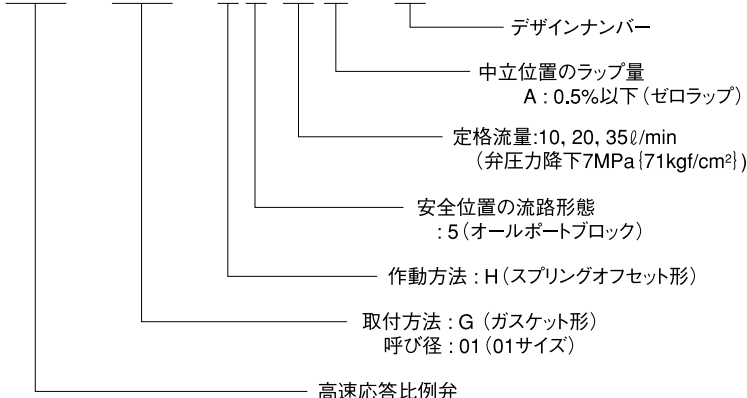 デザインナンバー
中立位置のラップ量
A : 0.5%以下(ゼロラップ)
定格流量:10, 20, 35ℓ/min
(弁圧力降下7MPa{71kgf/cm²})
安全位置の流路形態
: 5(オールポートブロック)
作動方法 : H(スプリングオフセット形)
取付方法 : G (ガスケット形)
呼び径 : 01(01サイズ)
高速応答比例弁